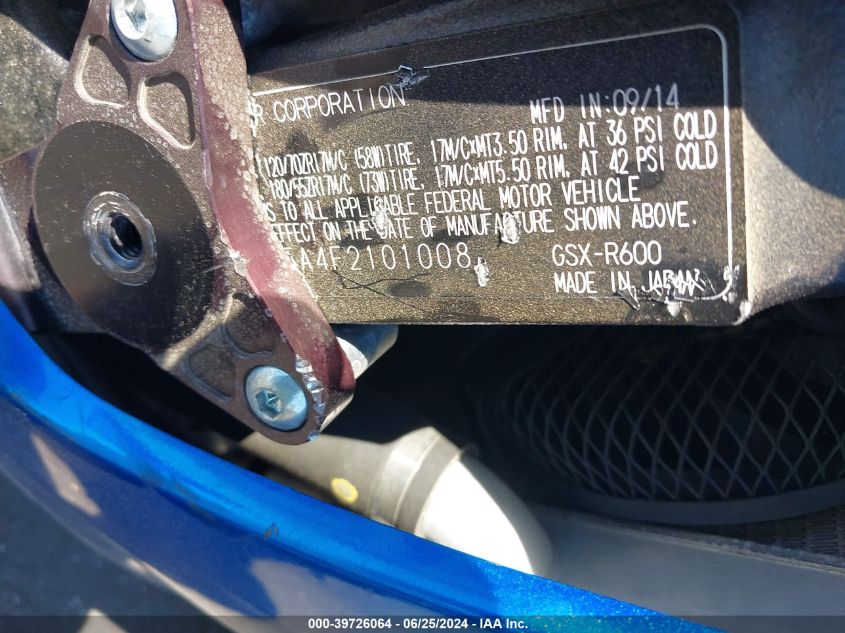 CORPORATION MFD IN:09/14
120/70ZR17M/C (58W)TIRE, 17M/CxMT3.50 RIM. AT 36 PSI COLD
180/55ZR17M/C (73W)TIRE, 17M/CxMT5.50 RIM. AT 42 PSI COLD
TO ALL APPLICABLE FEDERAL MOTOR VEHICLE
EFFECT ON THE DATE OF MANUFACTURE SHOWN ABOVE.
A4F2101008 GSX-R600
MADE IN JAPAN
000-39726064 - 06/25/2024 - IAA Inc.